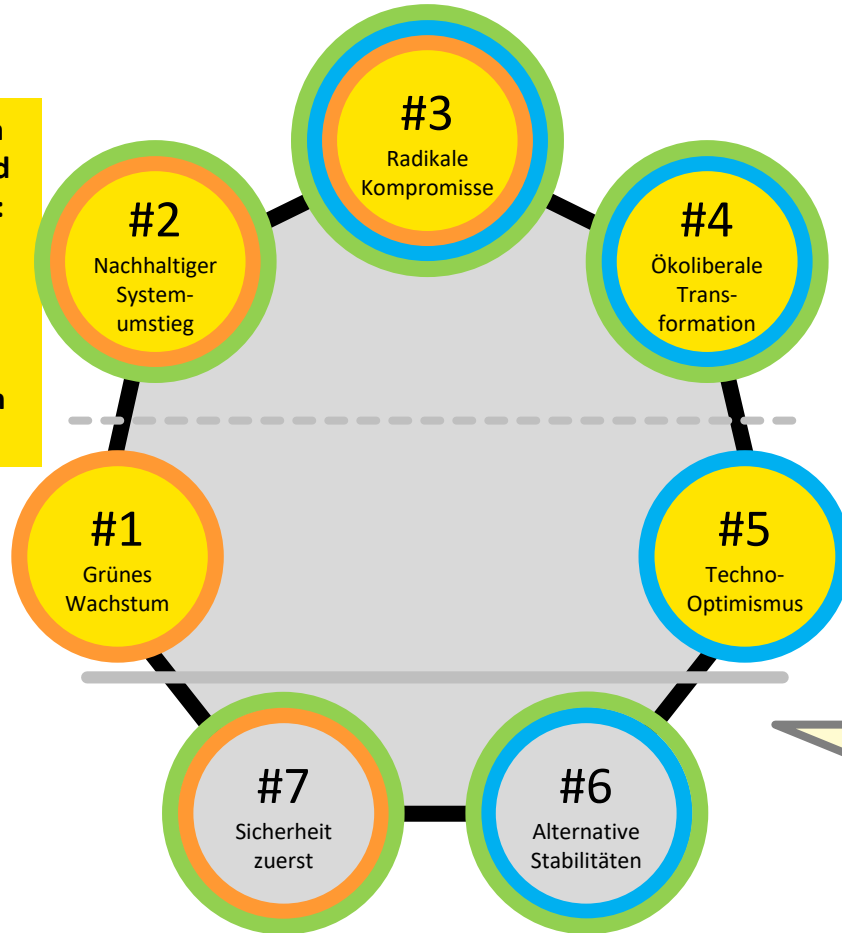 #3
Radikale
Kompromisse
#2
Nachhaltiger
System-
umstieg
#4
Ökoliberale
Trans-
formation
#1
Grünes
Wachstum
#5
Techno-
Optimismus
#7
Sicherheit
zuerst
#6
Alternative
Stabilitäten